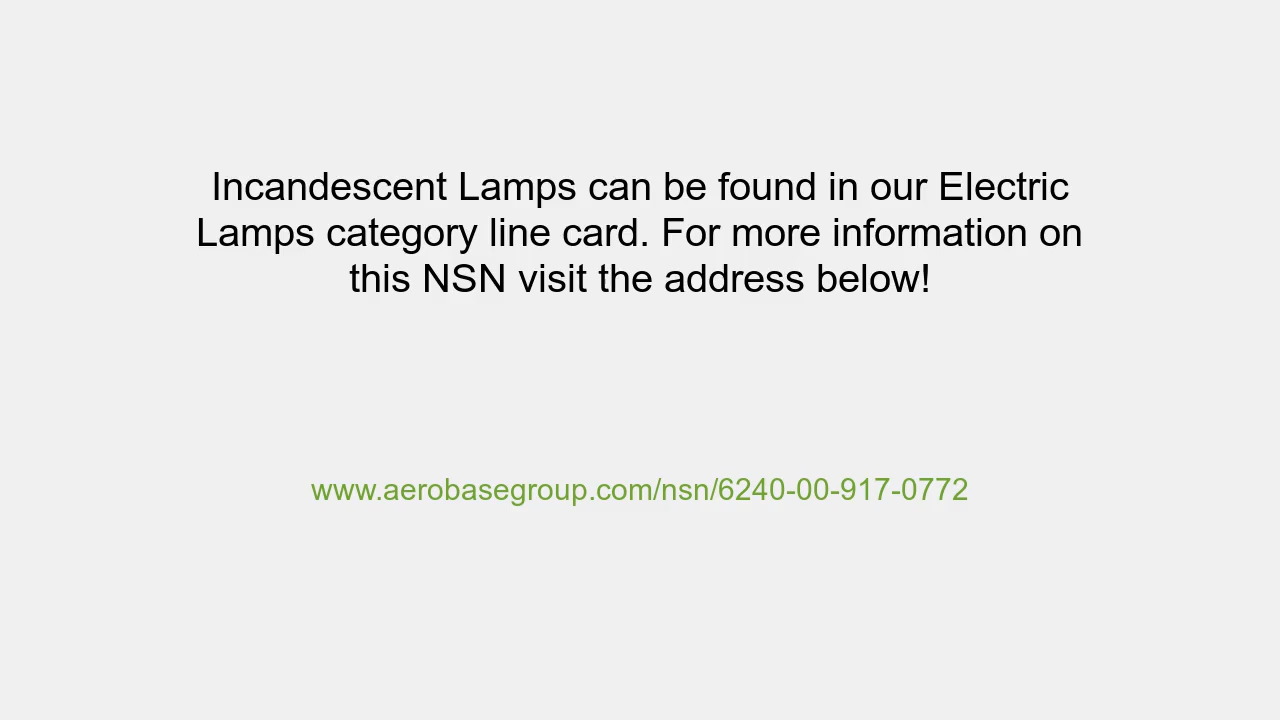 Incandescent Lamps can be found in our Electric
Lamps category line card. For more information on
this NSN visit the address below!
www.aerobasegroup.com/nsn/6240-00-917-0772